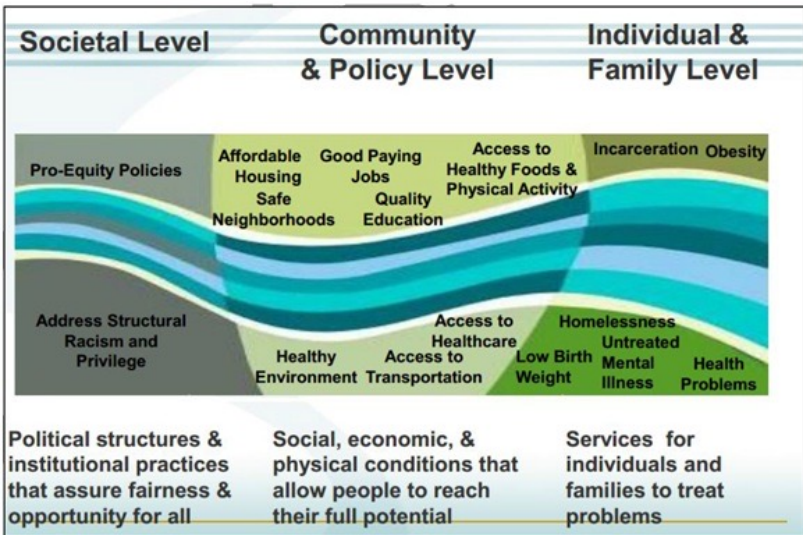 Societal Level
Community
& Policy Level
Individual &
Family Level
Pro-Equity Policies
Affordable
Housing
Safe
Neighborhoods
Good Paying
Jobs
Quality
Education
Access to
Healthy Foods &
Physical Activity
Incarceration
Obesity
Address Structural
Racism and
Privilege
Healthy
Environment
Access to
Transportation
Access to
Healthcare
Low Birth
Weight
Homelessness
Untreated
Mental
Illness
Health
Problems
Political structures &
institutional practices
that assure fairness &
opportunity for all
Social, economic, &
physical conditions that
allow people to reach
their full potential
Services for
individuals and
families to treat
problems